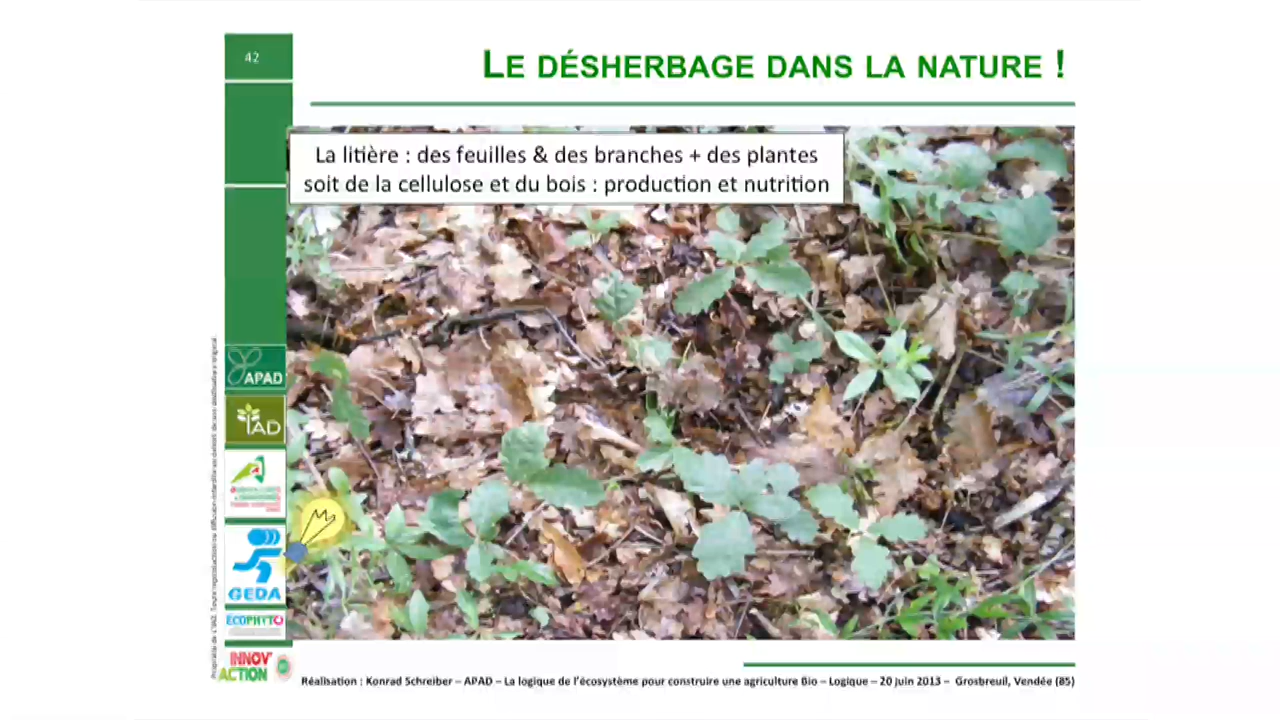 42
LE DÉSHERBAGE DANS LA NATURE !
La litière : des feuilles & des branches + des plantes
soit de la cellulose et du bois : production et nutrition
APAD
IAD
GEDA
ECOPHYTO
INNOV'
ACTION
Réalisation : Konrad Schreiber – APAD – La logique de l'écosystème pour construire une agriculture Bio – Logique – 20 juin 2013 – Grosbreuil, Vendée (85)